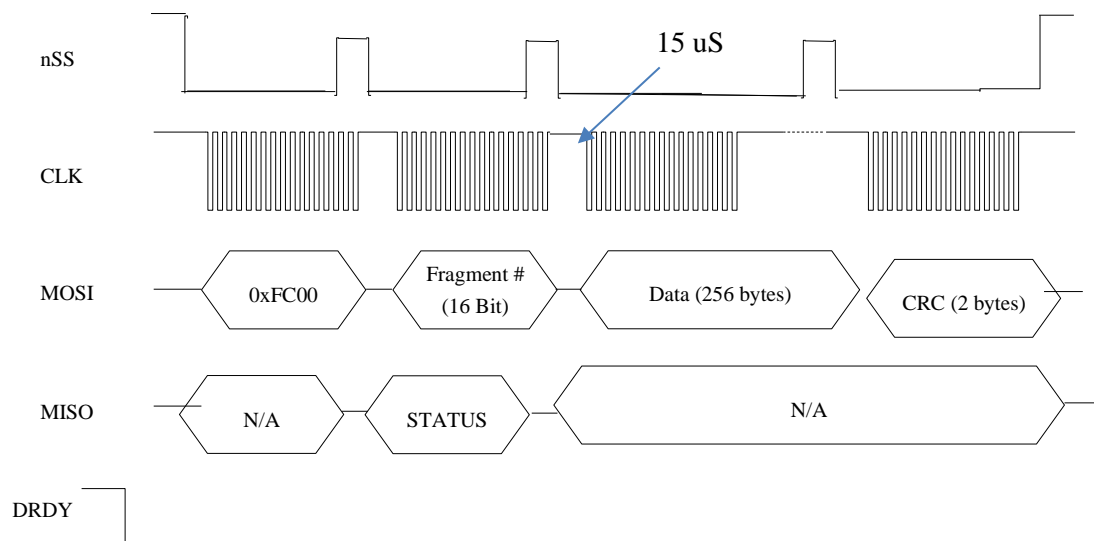 nSS
15 uS
CLK
MOSI
0xFC00
Fragment #
(16 Bit)
Data (256 bytes)
CRC (2 bytes)
MISO
N/A
STATUS
N/A
DRDY